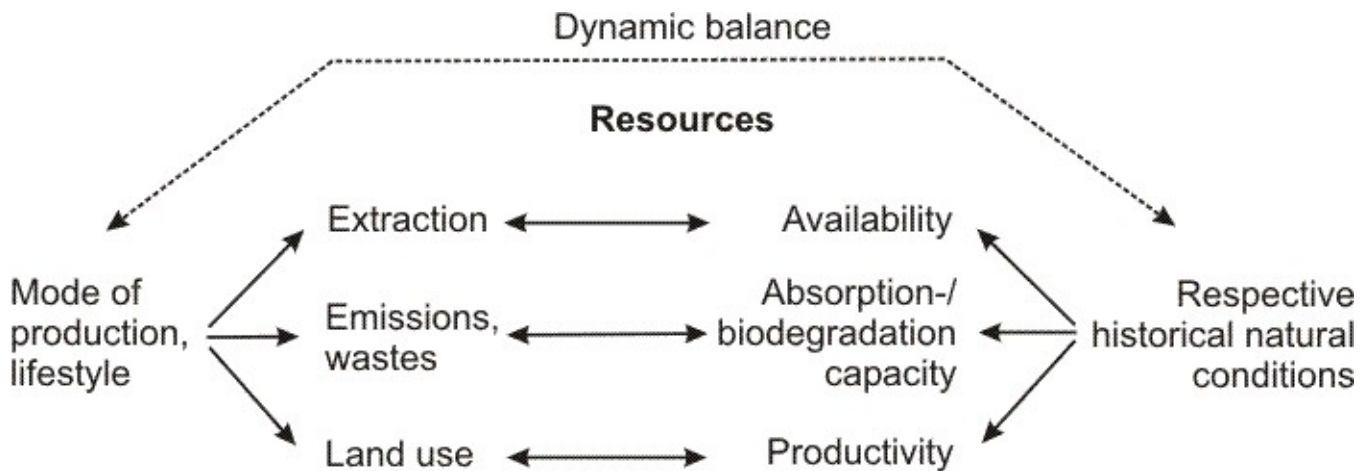 Dynamic balance
Resources
Extraction
Availability
Mode of
production,
lifestyle
Emissions,
wastes
Absorption-/
biodegradation
capacity
Respective
historical natural
conditions
Land use
Productivity